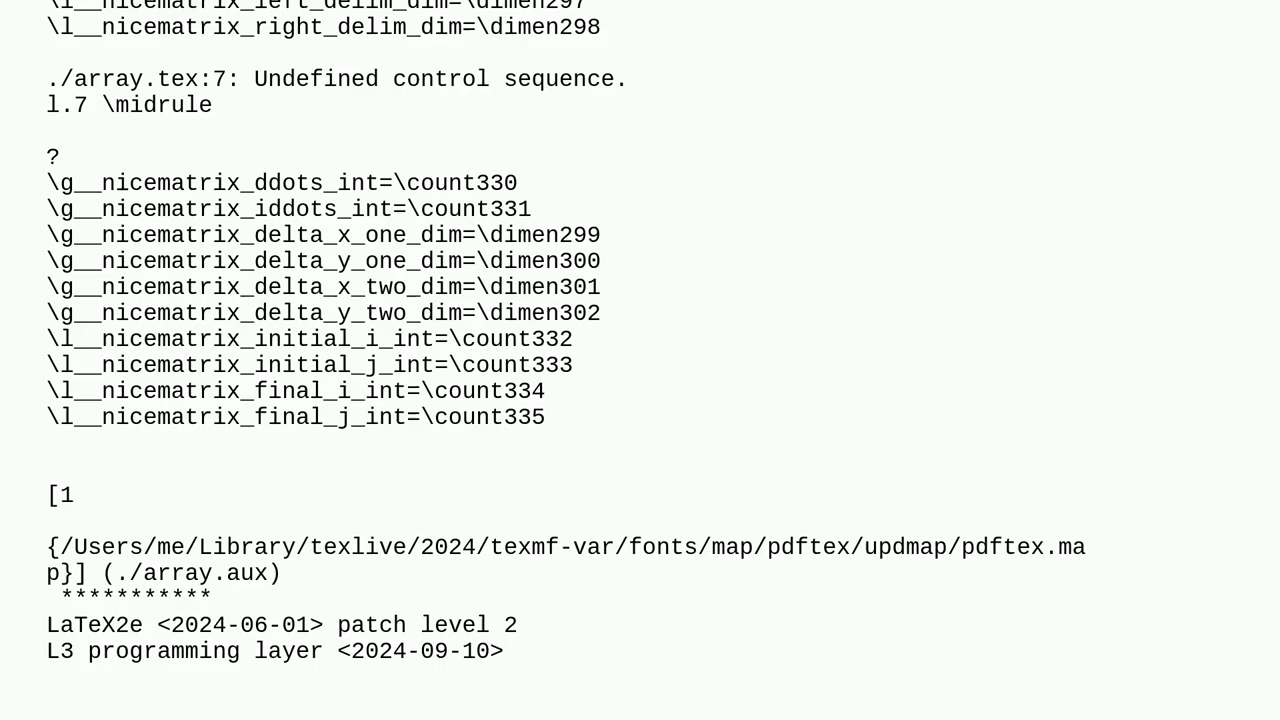 \l__nicematrix_left_delim_dim=\dimen297
\l__nicematrix_right_delim_dim=\dimen298
./array.tex:7: Undefined control sequence.
l.7 \midrule
?
\g__nicematrix_ddots_int=\count330
\g__nicematrix_iddots_int=\count331
\g__nicematrix_delta_x_one_dim=\dimen299
\g__nicematrix_delta_y_one_dim=\dimen300
\g__nicematrix_delta_x_two_dim=\dimen301
\g__nicematrix_delta_y_two_dim=\dimen302
\l__nicematrix_initial_i_int=\count332
\l__nicematrix_initial_j_int=\count333
\l__nicematrix_final_i_int=\count334
\l__nicematrix_final_j_int=\count335
[1
{/Users/me/Library/texlive/2024/texmf-var/fonts/map/pdftex/updmap/pdftex.ma
p}] (./array.aux)
 ***********
LaTeX2e <2024-06-01> patch level 2
L3 programming layer <2024-09-10>